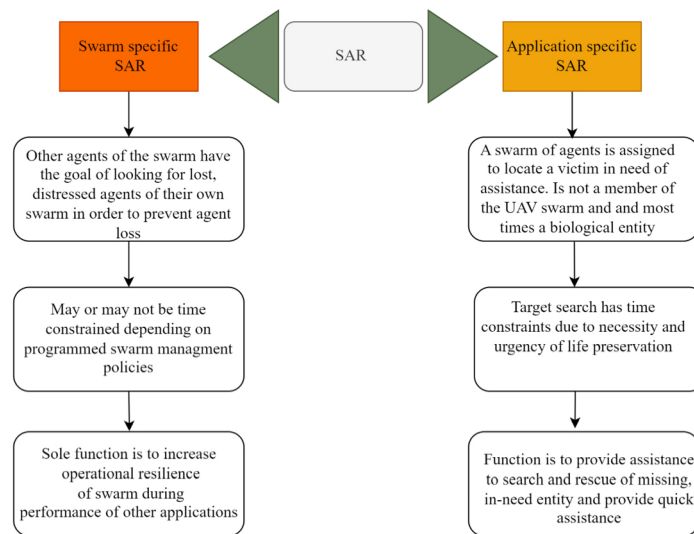 Swarm specific
SAR
SAR
Application specific
SAR
Other agents of the swarm have
the goal of looking for lost,
distressed agents of their own
swarm in order to prevent agent
loss
A swarm of agents is assigned
to locate a victim in need of
assistance. Is not a member of
the UAV swarm and and most
times a biological entity
May or may not be time
constrained depending on
programmed swarm managment
policies
Target search has time
constraints due to necessity and
urgency of life preservation
Sole function is to increase
operational resilience
of swarm during
performance of other applications
Function is to provide assistance
to search and rescue of missing,
in-need entity and provide quick
assistance